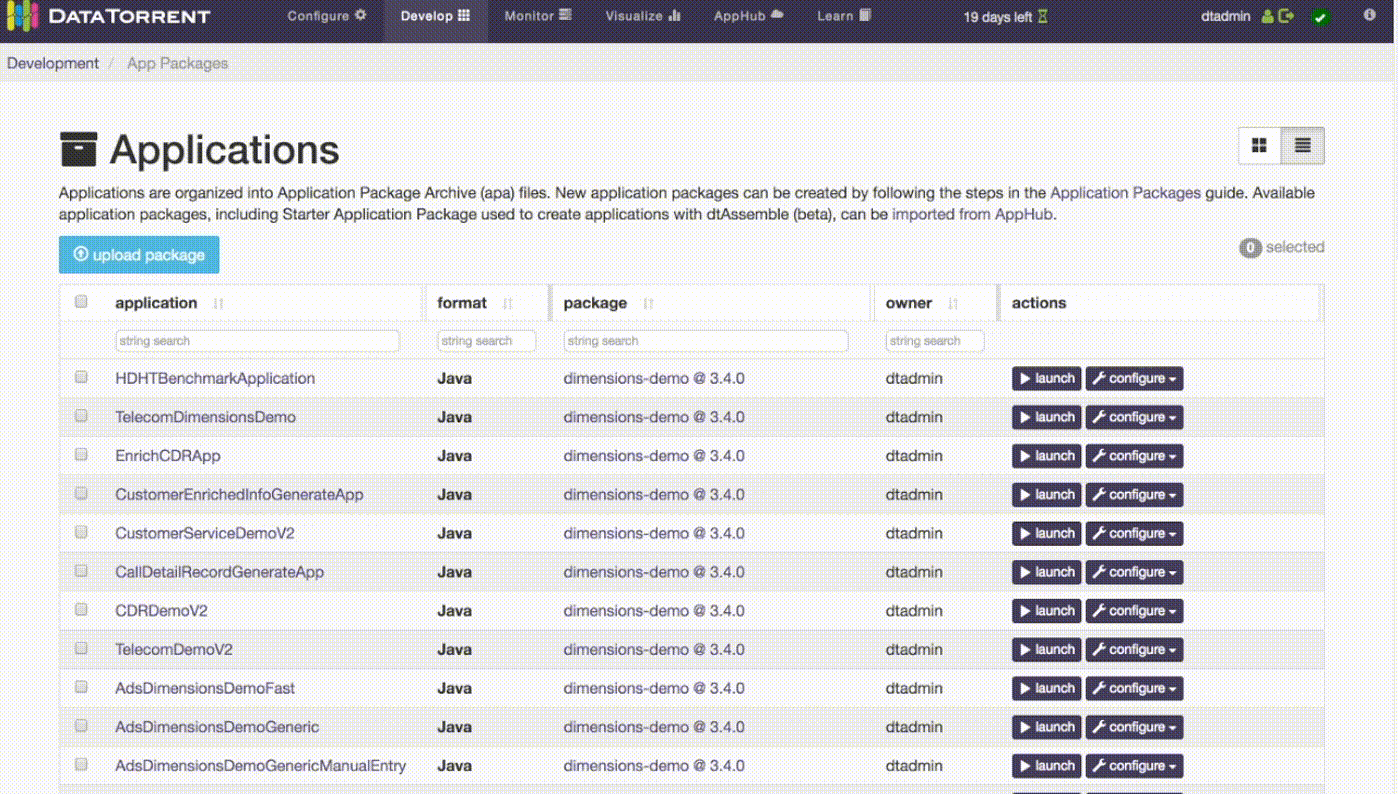 DATATORRENT Configure Develop Monitor Visualize AppHub Learn 19 days left dtadmin
Development / App Packages
Applications
Applications are organized into Application Package Archive (apa) files. New application packages can be created by following the steps in the Application Packages guide. Available
application packages, including Starter Application Package used to create applications with dtAssemble (beta), can be imported from AppHub.
upload package 0 selected
application format package owner actions
string search string search string search string search
HDHTBenchmarkApplication Java dimensions-demo @ 3.4.0 dtadmin launch configure
TelecomDimensionsDemo Java dimensions-demo @ 3.4.0 dtadmin launch configure
EnrichCDRApp Java dimensions-demo @ 3.4.0 dtadmin launch configure
CustomerEnrichedInfoGenerateApp Java dimensions-demo @ 3.4.0 dtadmin launch configure
CustomerServiceDemoV2 Java dimensions-demo @ 3.4.0 dtadmin launch configure
CallDetailRecordGenerateApp Java dimensions-demo @ 3.4.0 dtadmin launch configure
CDRDemoV2 Java dimensions-demo @ 3.4.0 dtadmin launch configure
TelecomDemoV2 Java dimensions-demo @ 3.4.0 dtadmin launch configure
AdsDimensionsDemoFast Java dimensions-demo @ 3.4.0 dtadmin launch configure
AdsDimensionsDemoGeneric Java dimensions-demo @ 3.4.0 dtadmin launch configure
AdsDimensionsDemoGenericManualEntry Java dimensions-demo @ 3.4.0 dtadmin launch configure